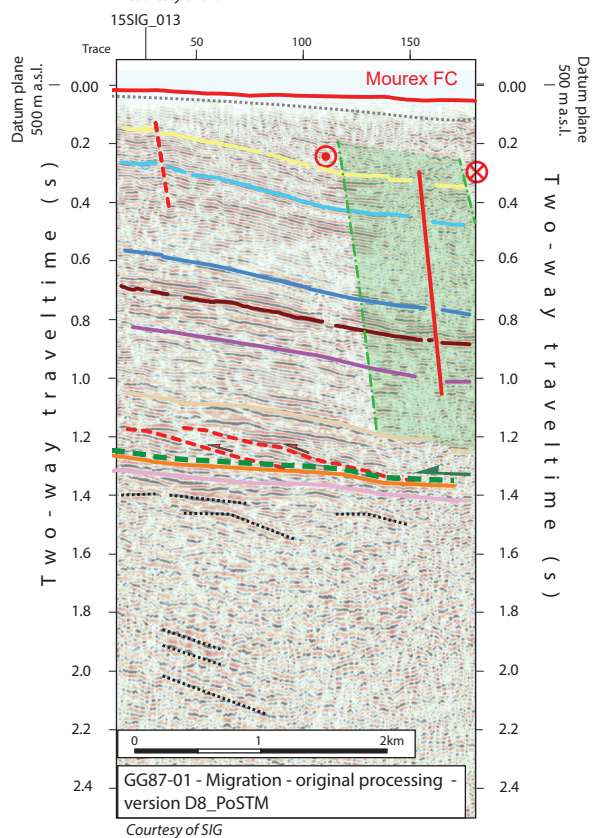 15SIG_013
Trace 50 100 150
Datum plane
500 m a.s.l.
Datum plane
500 m a.s.l.
Mourex FC
0.00 0.00
0.2 0.2
0.4 0.4
0.6 0.6
0.8 0.8
1.0 1.0
1.2 1.2
1.4 1.4
1.6 1.6
1.8 1.8
2.0 2.0
2.2 2.2
2.4 2.4
Two-way traveltime (s)
Two-way traveltime (s)
0 1 2km
GG87-01 - Migration - original processing -
version D8_PoSTM
Courtesy of SIG